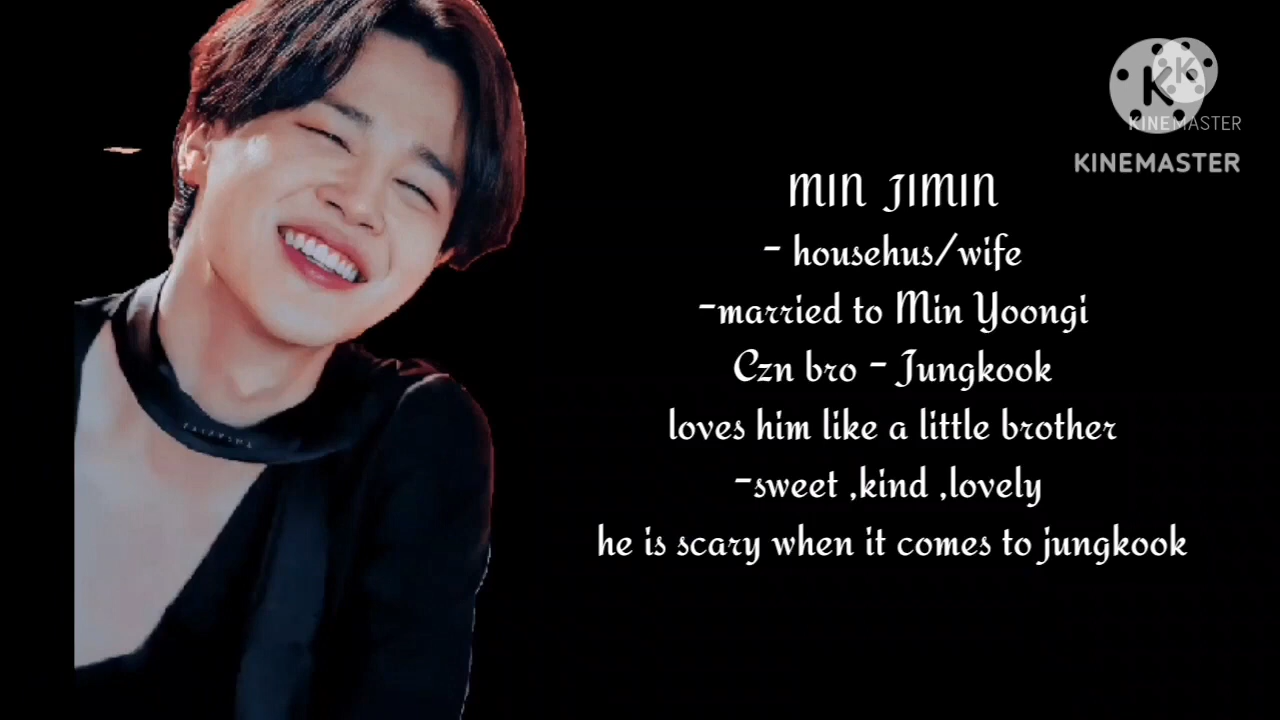 KINEMASTER
KINEMASTER
MIN JIMIN
- househus/wife
-married to Min Yoongi
Czn bro - Jungkook
loves him like a little brother
-sweet ,kind ,lovely
he is scary when it comes to jungkook